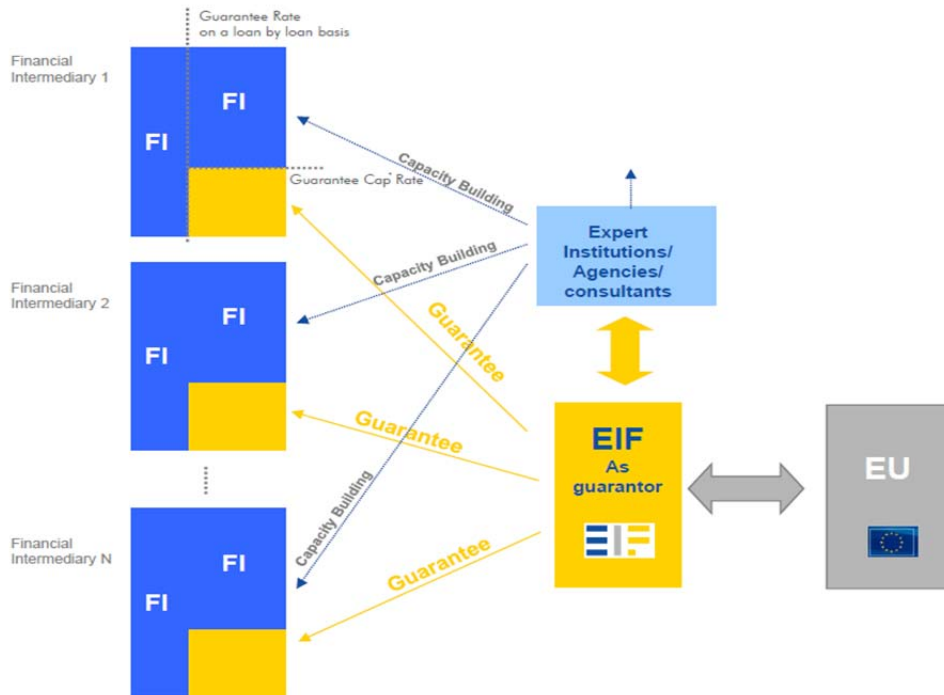 Guarantee Rate
on a loan by loan basis
Financial
Intermediary 1
FI
FI
Guarantee Cap' Rate
Capacity Building
Expert
Institutions/
Agencies/
consultants
Financial
Intermediary 2
FI
FI
Capacity Building
Guarantee
Guarantee
EIF
As
guarantor
EIF
EU
Financial
Intermediary N
FI
FI
Capacity Building
Guarantee